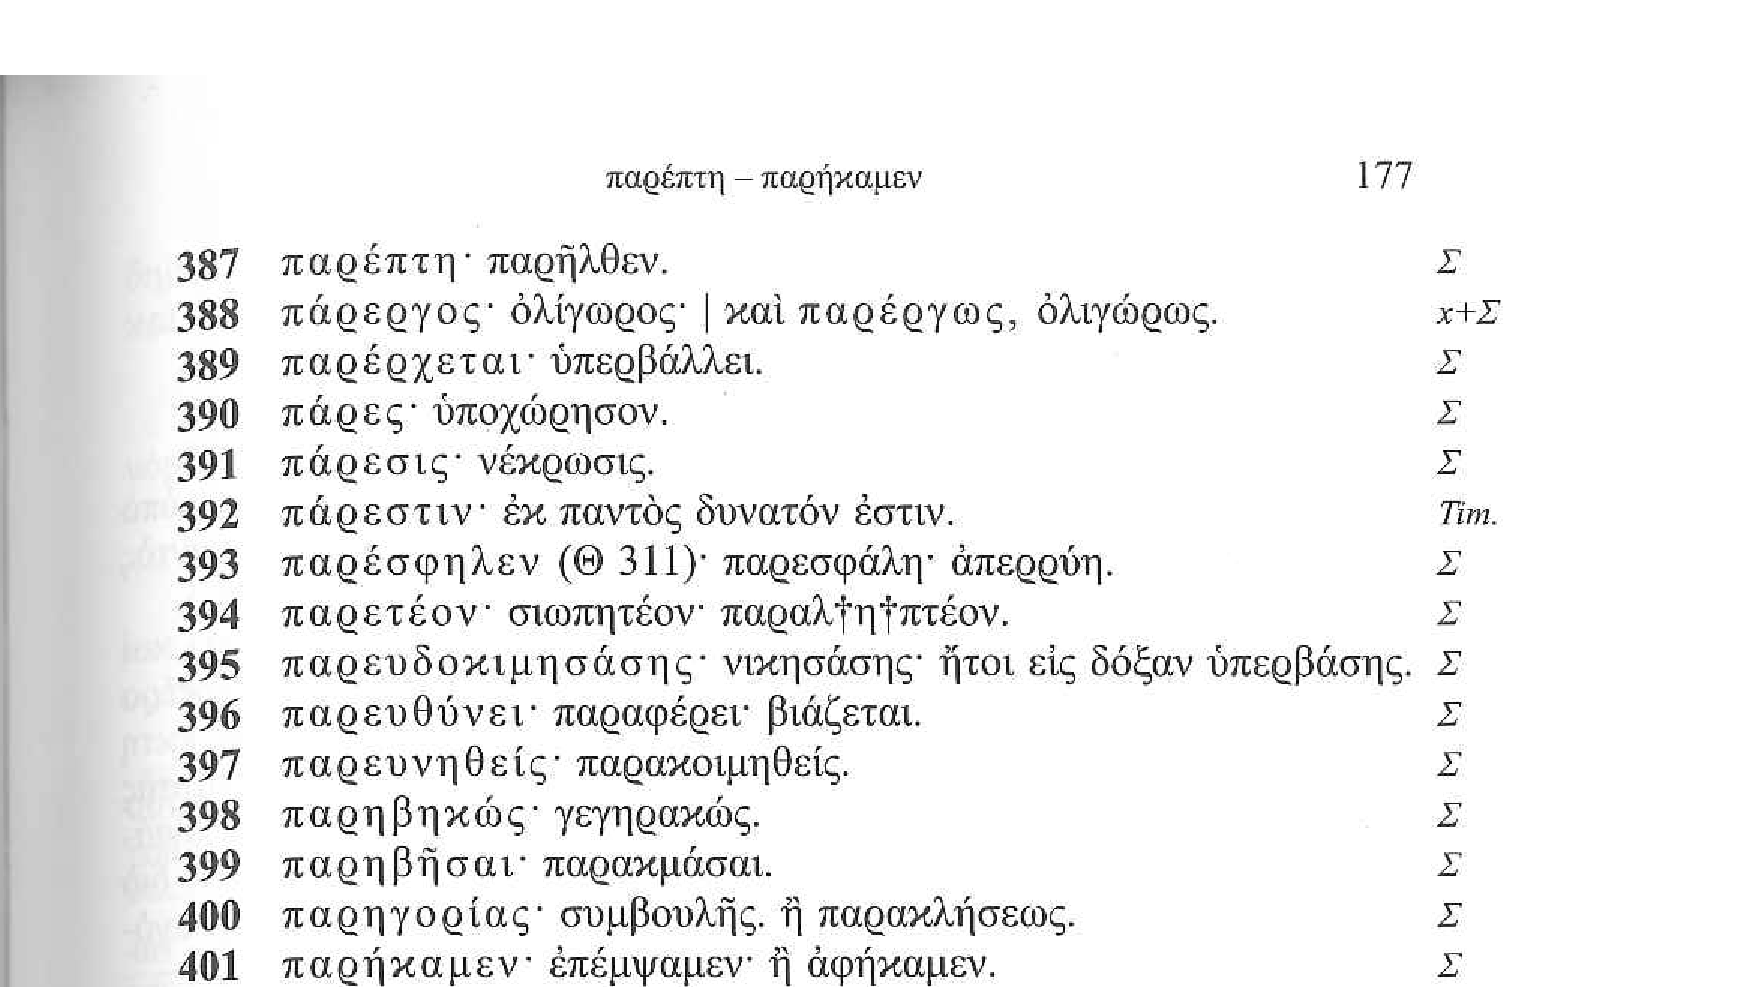 παρέπτη – παρήκαμεν 177
387 παρέπτη· παρῆλθεν. Σ
388 πάρεργος· ὀλίγωρος· | καὶ παρέργως, ὀλιγώρως. x+Σ
389 παρέρχεται· ὑπερβάλλει. Σ
390 πάρες· ὑποχώρησον. Σ
391 πάρεσις· νέκρωσις. Σ
392 πάρεστιν· ἐκ παντὸς δυνατόν ἐστιν. Tim.
393 παρέσφηλεν (Θ 311)· παρεσφάλη· ἀπερρύη. Σ
394 παρετέον· σιωπητέον· παραλ†η†πτέον. Σ
395 παρευδοκιμησάσης· νικησάσης· ἤτοι εἰς δόξαν ὑπερβάσης. Σ
396 παρευθύνει· παραφέρει· βιάζεται. Σ
397 παρευνηθείς· παρακοιμηθείς. Σ
398 παρηβηκώς· γεγηρακώς. Σ
399 παρηβῆσαι· παρακμάσαι. Σ
400 παρηγορίας· συμβουλῆς. ἢ παρακλήσεως. Σ
401 παρήκαμεν· ἐπέμψαμεν· ἢ ἀφήκαμεν. Σ